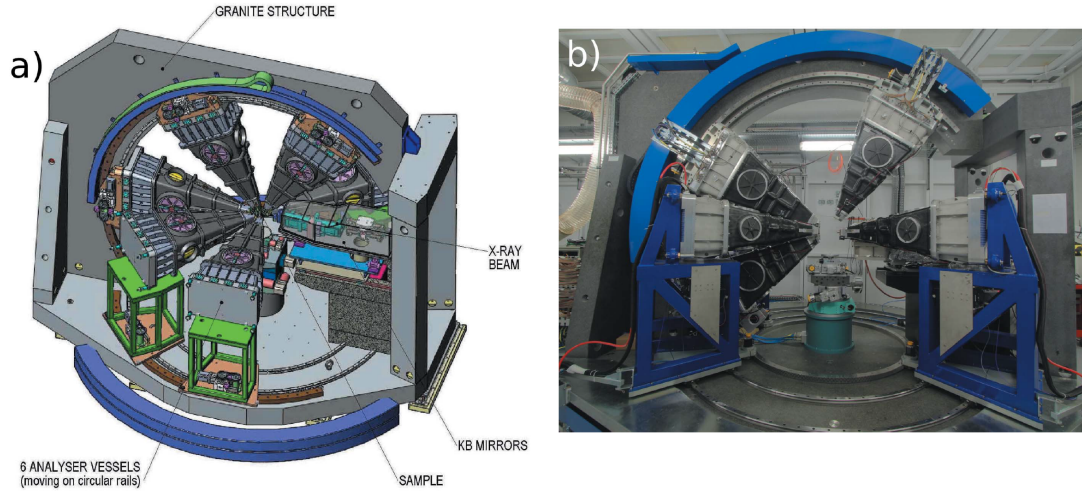 GRANITE STRUCTURE
a)
b)
X-RAY
BEAM
KB MIRRORS
6 ANALYSER VESSELS
(moving on circular rails)
SAMPLE